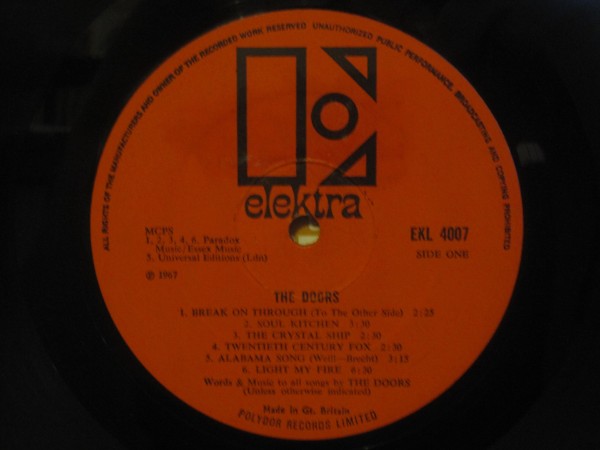 ALL RIGHTS OF THE MANUFACTURERS AND OWNER OF THE RECORDED WORK RESERVED UNAUTHORIZED PUBLIC PERFORMANCE, BROADCASTING AND COPYING PROHIBITED
elektra
MCPS
1, 2, 3, 4, 6, Paradox
Music/Essex Music
5. Universal Editions (Ldn)
℗ 1967
EKL 4007
SIDE ONE
THE DOORS
1. BREAK ON THROUGH (To The Other Side) 2:25
2. SOUL KITCHEN 3:30
3. THE CRYSTAL SHIP 2:30
4. TWENTIETH CENTURY FOX 2:30
5. ALABAMA SONG (Weill—Brecht) 3:15
6. LIGHT MY FIRE 6:30
Words & Music to all songs by THE DOORS
(Unless otherwise indicated)
Made in Gt. Britain
POLYDOR RECORDS LIMITED